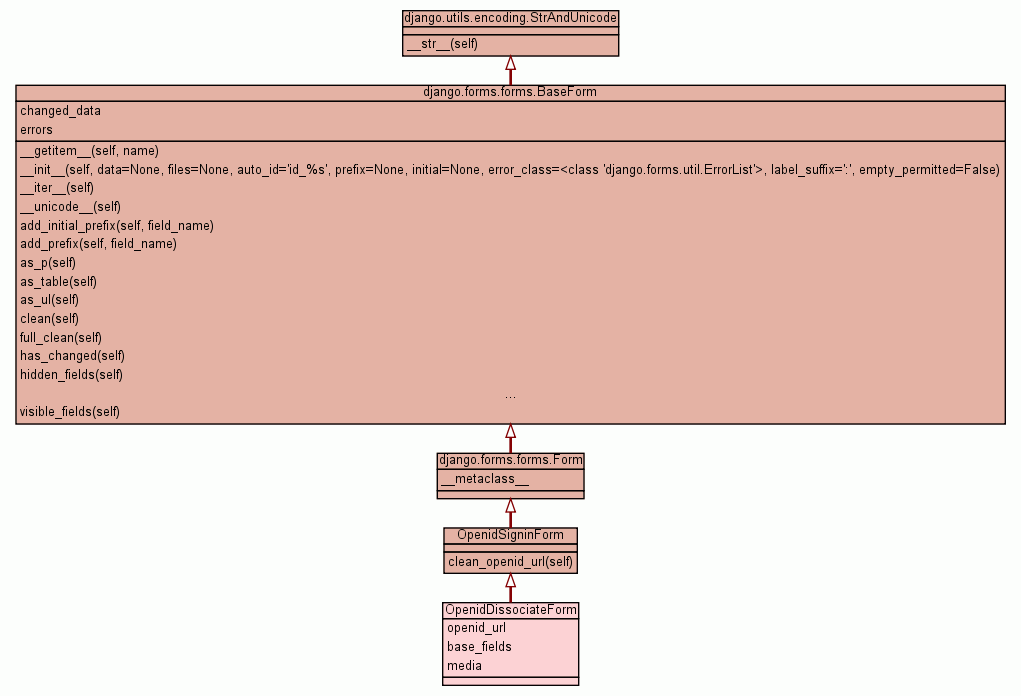 django.utils.encoding.StrAndUnicode
__str__(self)
django.forms.forms.BaseForm
changed_data
errors
__getitem__(self, name)
__init__(self, data=None, files=None, auto_id='id_%s', prefix=None, initial=None, error_class=<class 'django.forms.util.ErrorList'>, label_suffix=':', empty_permitted=False)
__iter__(self)
__unicode__(self)
add_initial_prefix(self, field_name)
add_prefix(self, field_name)
as_p(self)
as_table(self)
as_ul(self)
clean(self)
full_clean(self)
has_changed(self)
hidden_fields(self)
...
visible_fields(self)
django.forms.forms.Form
__metaclass__
OpenidSigninForm
clean_openid_url(self)
OpenidDissociateForm
openid_url
base_fields
media